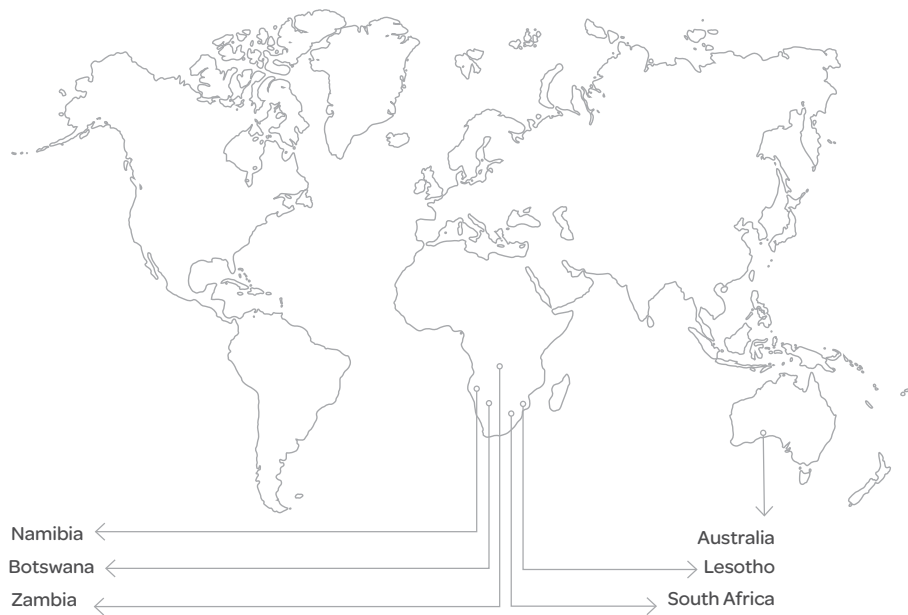 Namibia
Botswana
Zambia
Australia
Lesotho
South Africa